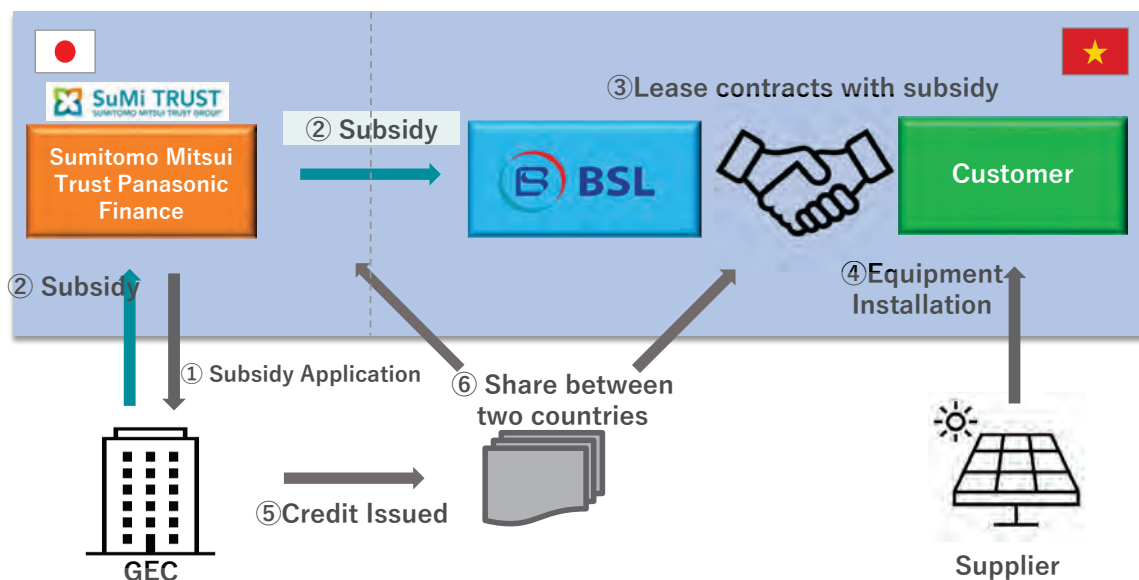 SuMi TRUST
SUMITOMO MITSUI TRUST GROUP
Sumitomo Mitsui
Trust Panasonic
Finance
② Subsidy
③Lease contracts with subsidy
BSL
Customer
② Subsidy
④Equipment
Installation
① Subsidy Application
⑥ Share between
two countries
⑤Credit Issued
GEC
Supplier